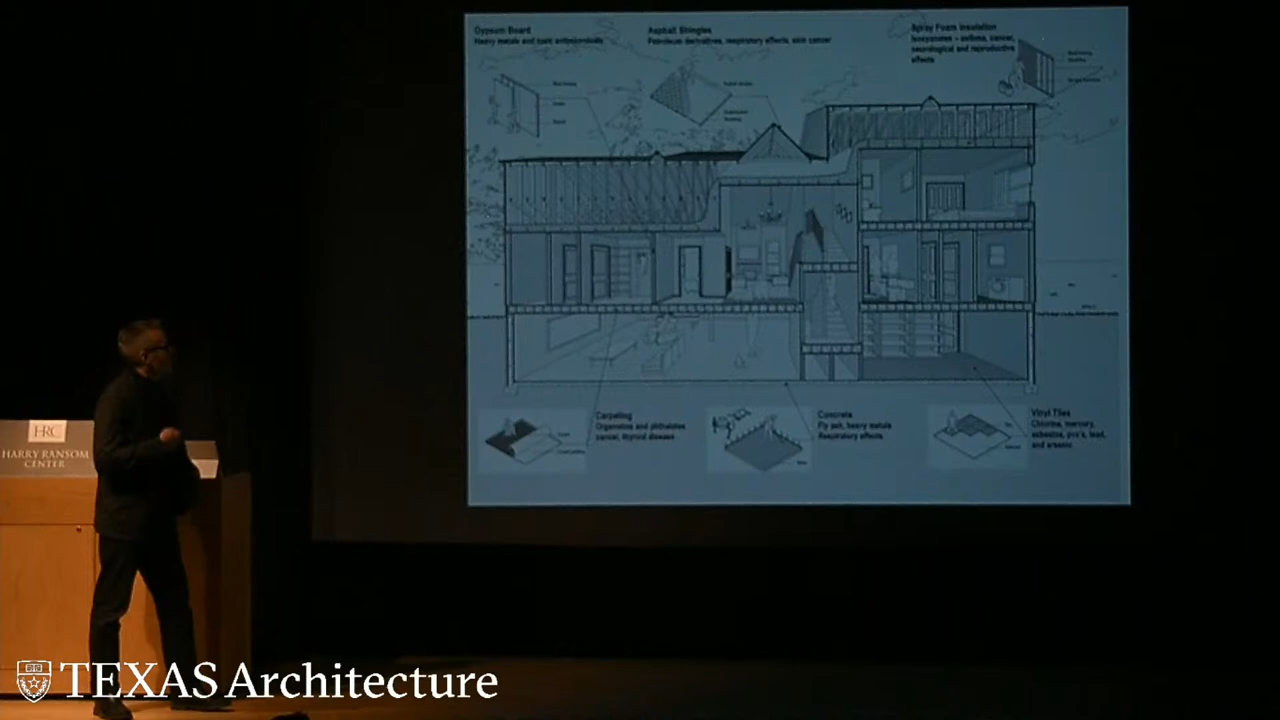 Gypsum Board
Heavy metals and toxic antimicrobials
Asphalt Shingles
Petroleum derivatives, respiratory effects, skin cancer
Spray Foam Insulation
Isocyanates - asthma, cancer,
neurological and reproductive
effects
Carpeting
Organotins and phthalates
cancer, thyroid disease
Concrete
Fly ash, heavy metals
Respiratory effects
Vinyl Tiles
Chlorine, mercury,
asbestos, pvc's, lead,
and arsenic
HRC
HARRY RANSOM
CENTER
TEXAS Architecture